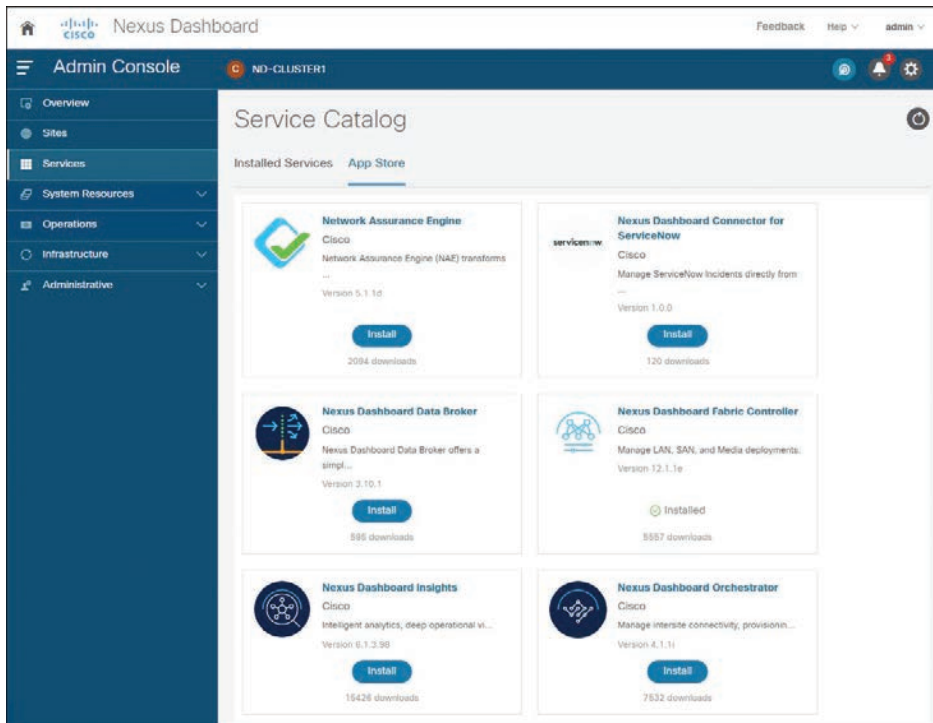 cisco Nexus Dashboard
Feedback Help admin
Admin Console
C ND-CLUSTER1
3
Overview
Sites
Services
System Resources
Operations
Infrastructure
Administrative
Service Catalog
Installed Services App Store
Network Assurance Engine
Cisco
Network Assurance Engine (NAE) transforms
...
Version 5.1.1d
Install
2094 downloads
servicenow
Nexus Dashboard Connector for
ServiceNow
Cisco
Manage ServiceNow Incidents directly from
...
Version 1.0.0
Install
120 downloads
Nexus Dashboard Data Broker
Cisco
Nexus Dashboard Data Broker offers a
simpl...
Version 3.10.1
Install
595 downloads
Nexus Dashboard Fabric Controller
Cisco
Manage LAN, SAN, and Media deployments.
Version 12.1.1e
Installed
5557 downloads
Nexus Dashboard Insights
Cisco
Intelligent analytics, deep operational vi...
Version 6.1.3.98
Install
15426 downloads
Nexus Dashboard Orchestrator
Cisco
Manage intersite connectivity, provisionin...
Version 4.1.1i
Install
7532 downloads